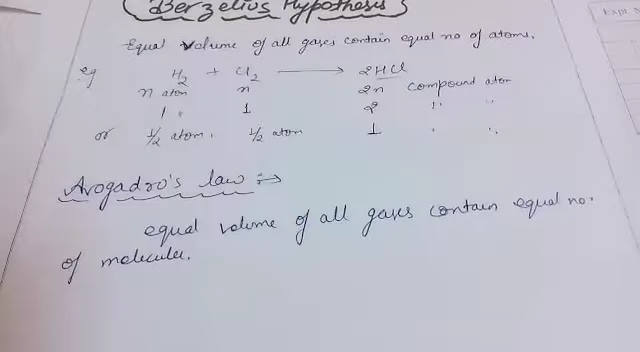 Berzelius Hypothesis
Equal Volume of all gases contain equal no of atoms.
eg H2 + Cl2 → 2HCl
n atom n 2n compound atom
1 " 1 2 " "
or 1/2 atom. 1/2 atom 1 " "
Avogadro's law :→
equal volume of all gases contain equal no.
of molecules.
Expt.